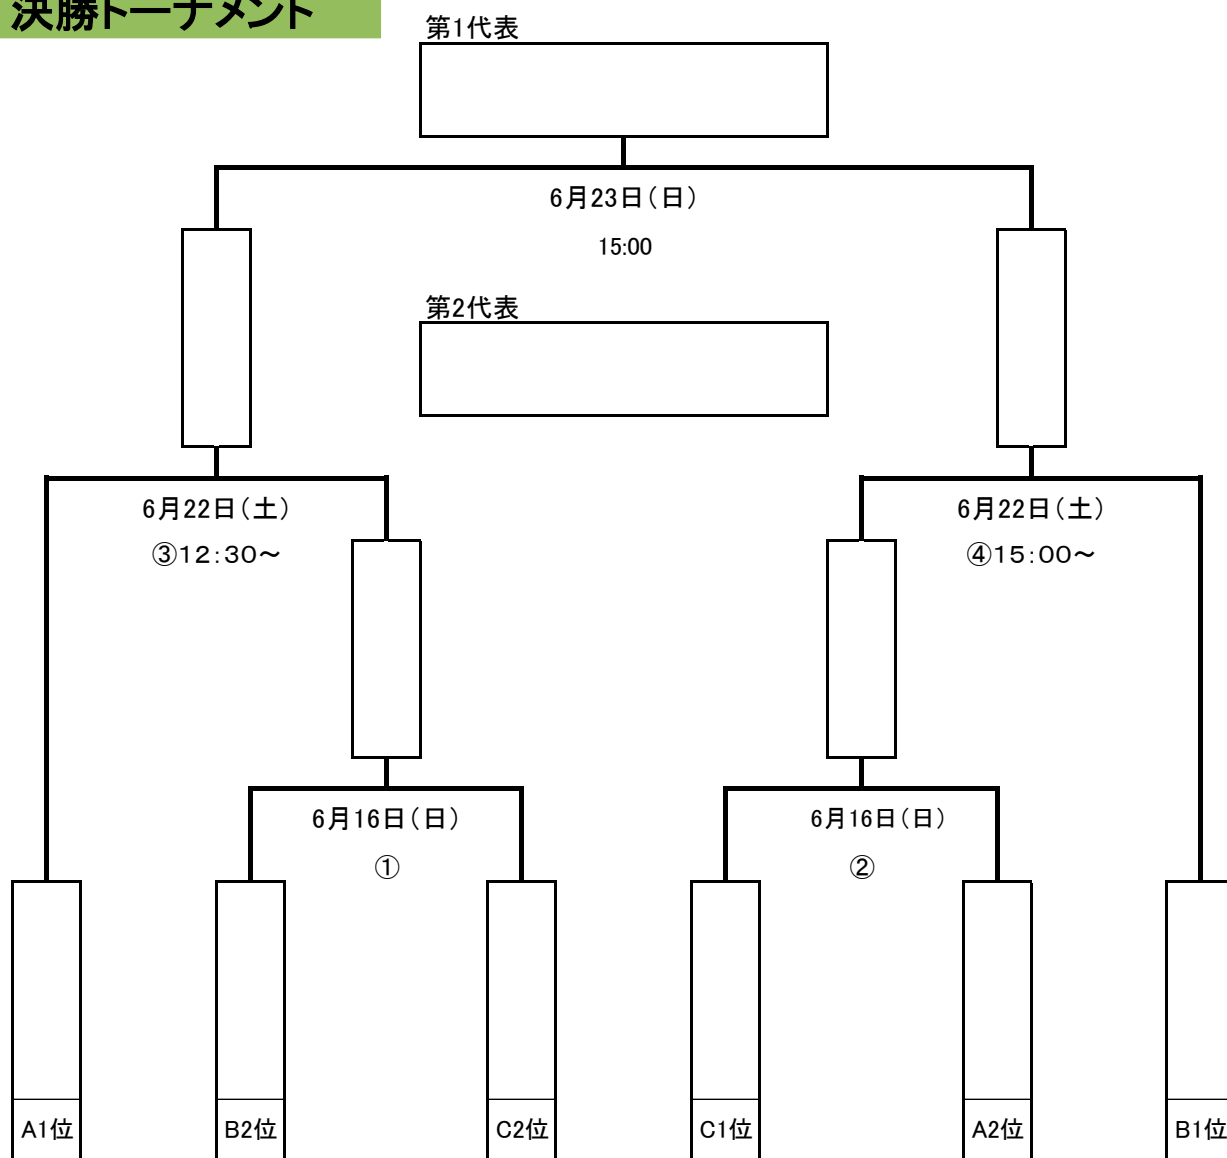 決勝トーナメント
第1代表
6月23日（日）
15:00
第2代表
6月22日（土）
③12：30～
6月22日（土）
④15：00～
6月16日（日）
①
6月16日（日）
②
A1位
B2位
C2位
C1位
A2位
B1位